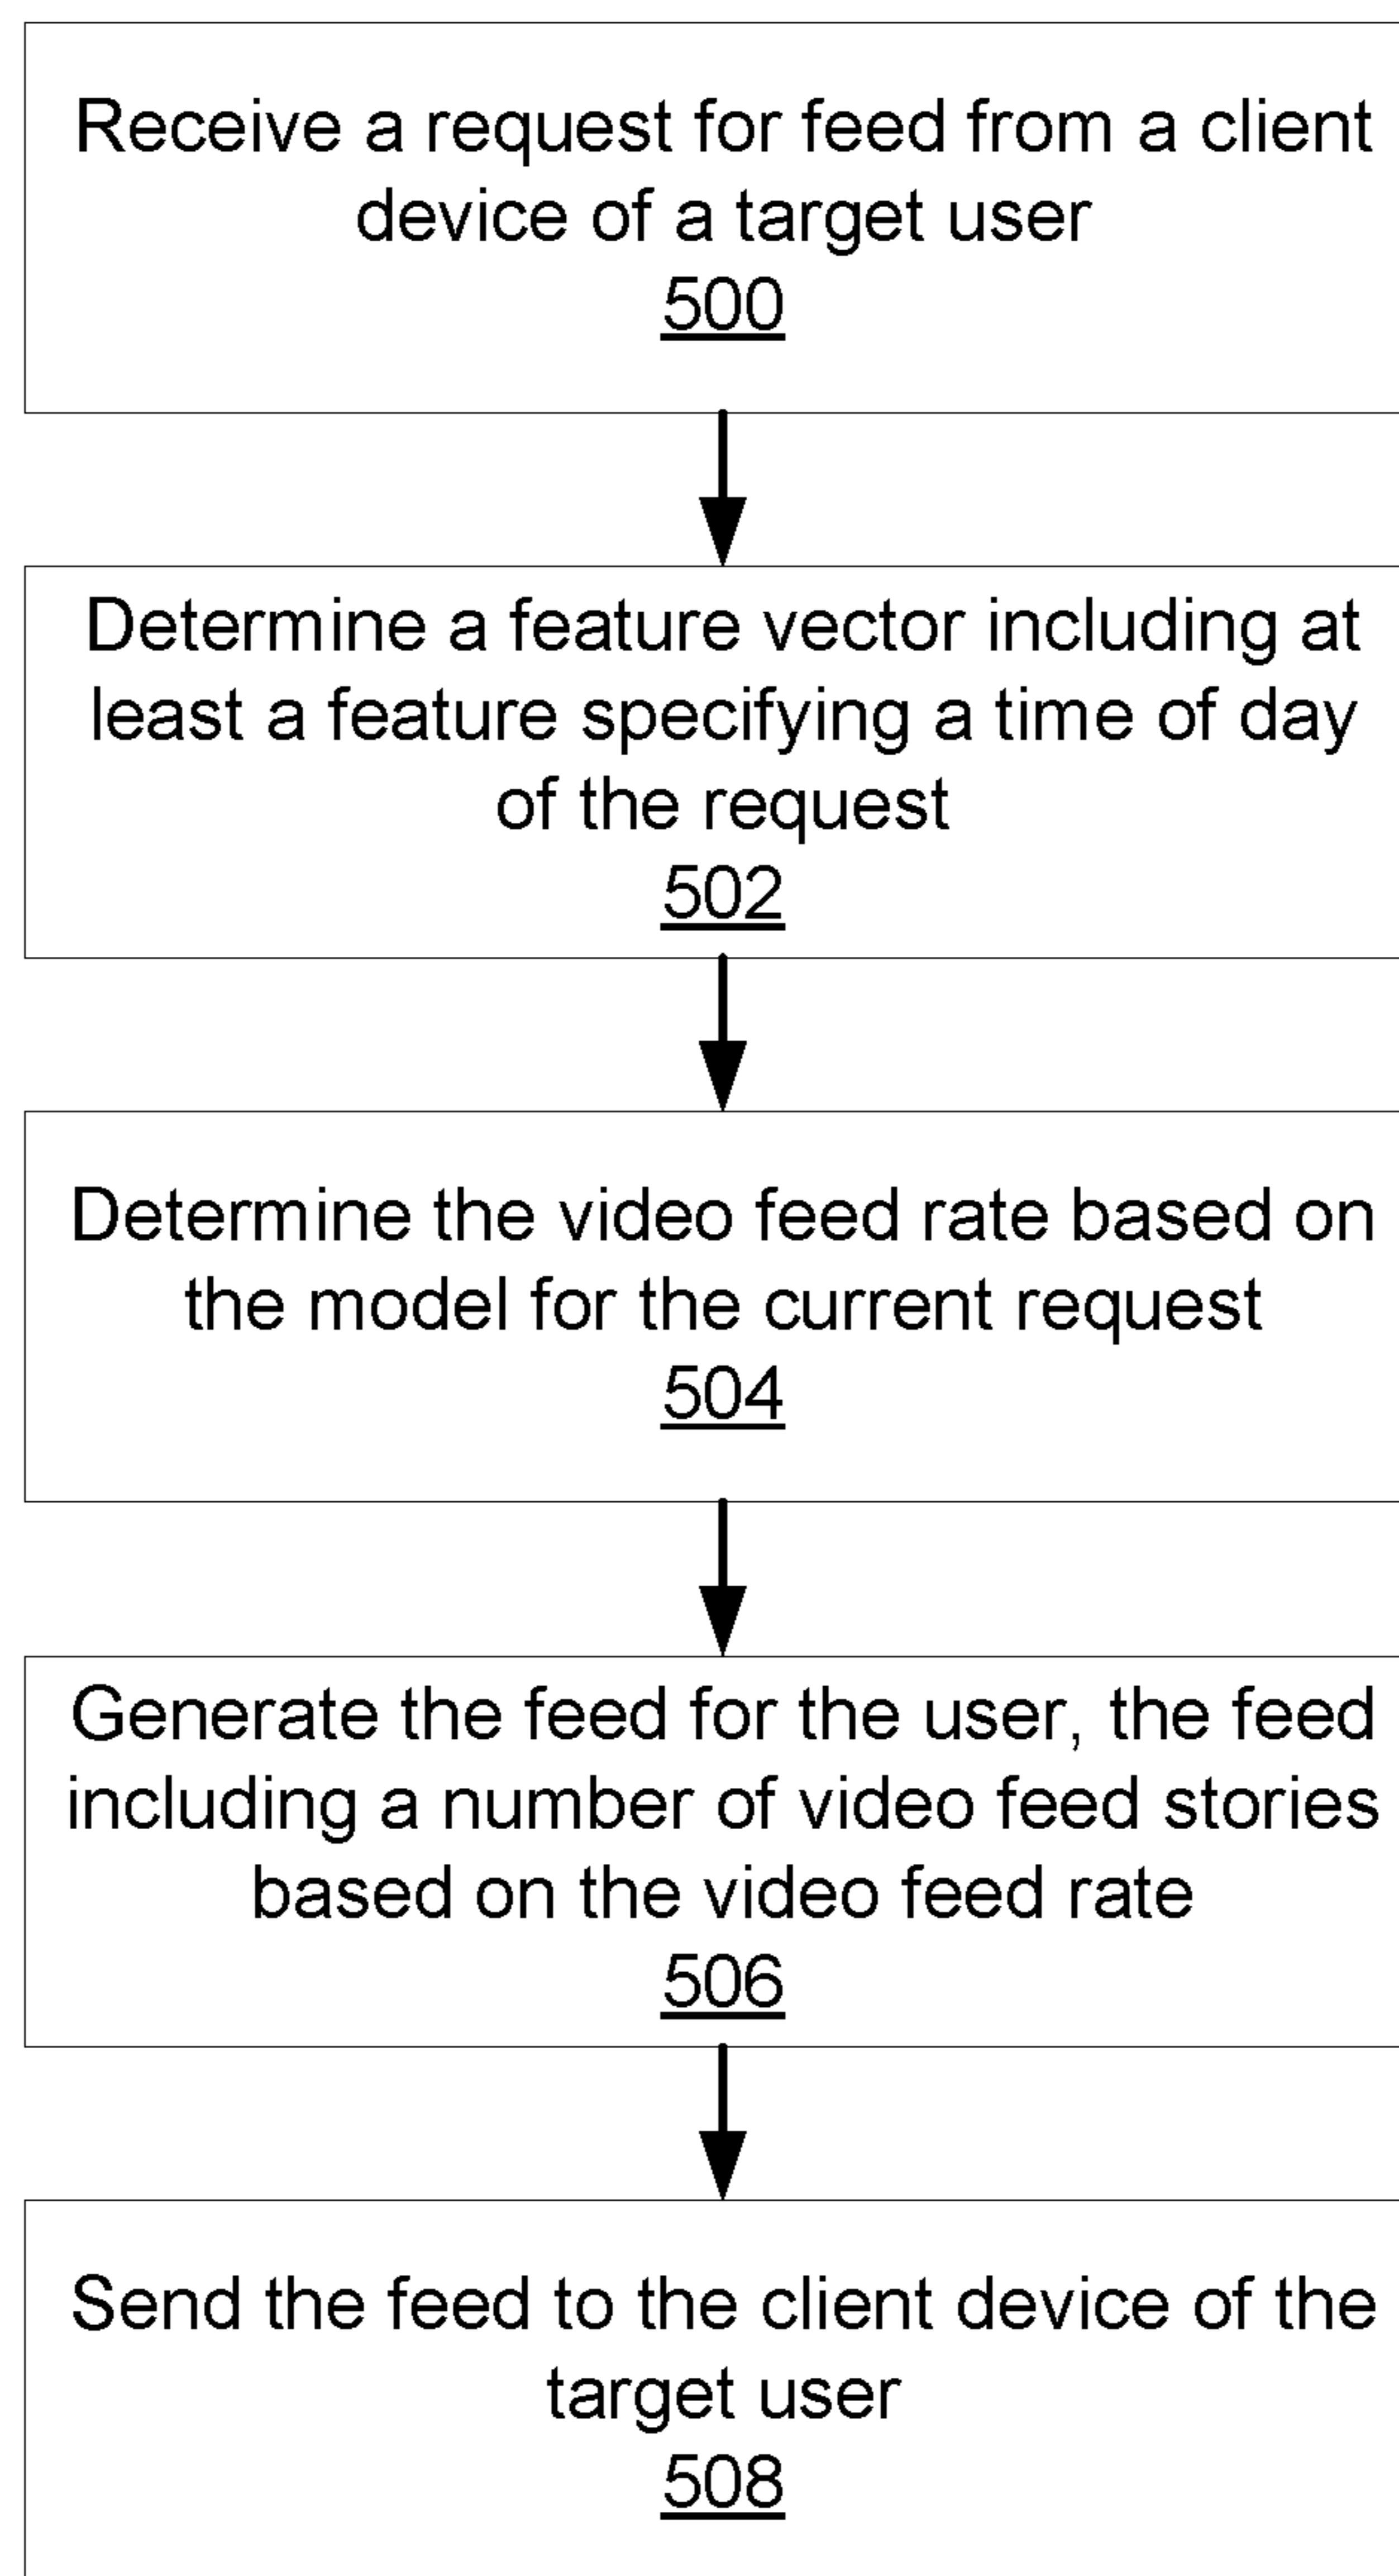 Receive a request for feed from a client
device of a target user
500
Determine a feature vector including at
least a feature specifying a time of day
of the request
502
Determine the video feed rate based on
the model for the current request
504
Generate the feed for the user, the feed
including a number of video feed stories
based on the video feed rate
506
Send the feed to the client device of the
target user
508